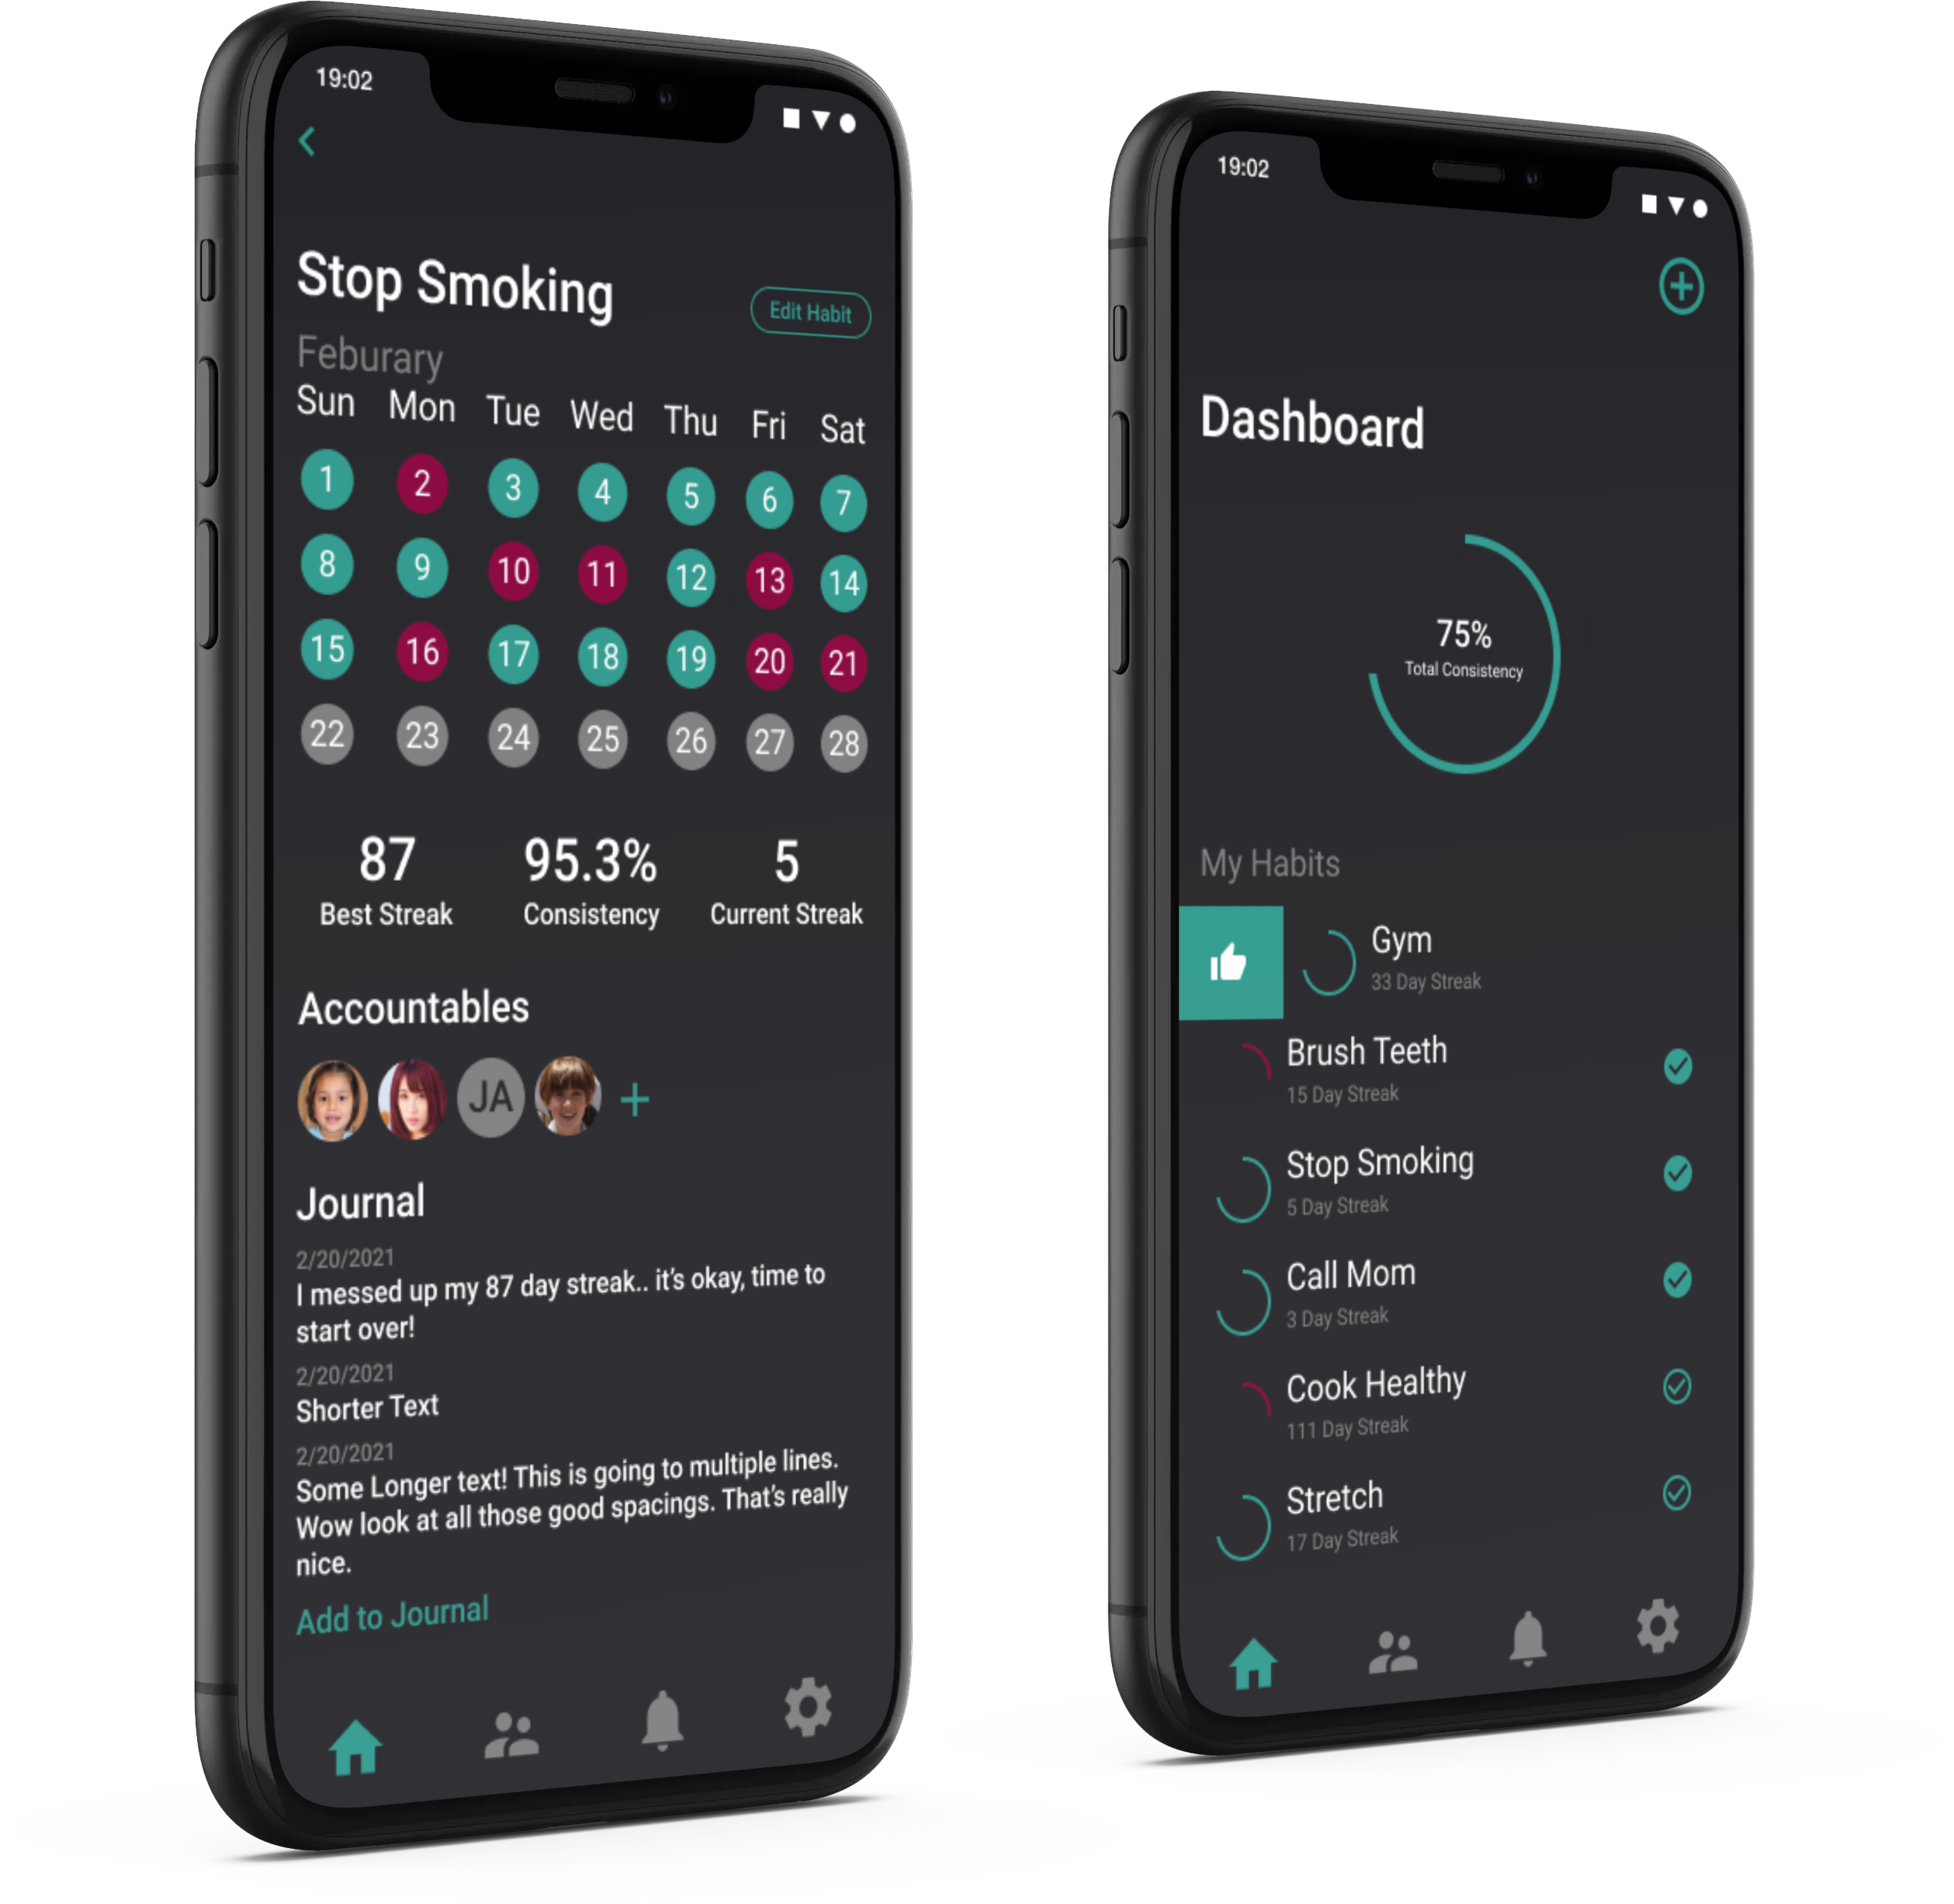 19:02
Stop Smoking
Edit Habit
Feburary
Sun Mon Tue Wed Thu Fri Sat
1 2 3 4 5 6 7
8 9 10 11 12 13 14
15 16 17 18 19 20 21
22 23 24 25 26 27 28
87 95.3% 5
Best Streak Consistency Current Streak
Accountables
JA
Journal
2/20/2021
I messed up my 87 day streak.. it's okay, time to
start over!
2/20/2021
Shorter Text
2/20/2021
Some Longer text! This is going to multiple lines.
Wow look at all those good spacings. That's really
nice.
Add to Journal
19:02
Dashboard
75%
Total Consistency
My Habits
Gym
33 Day Streak
Brush Teeth
15 Day Streak
Stop Smoking
5 Day Streak
Call Mom
3 Day Streak
Cook Healthy
111 Day Streak
Stretch
17 Day Streak